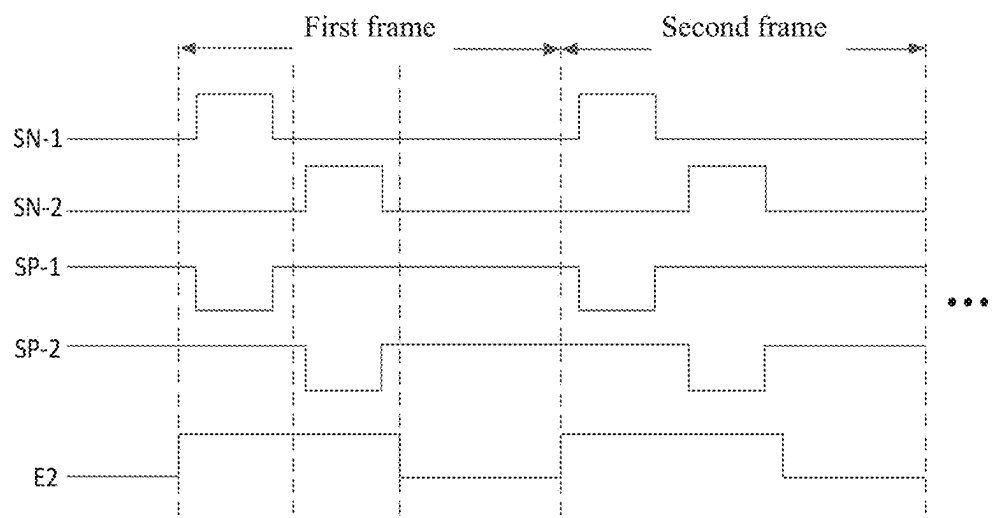 First frame
Second frame
SN-1
SN-2
SP-1
SP-2
E2
...